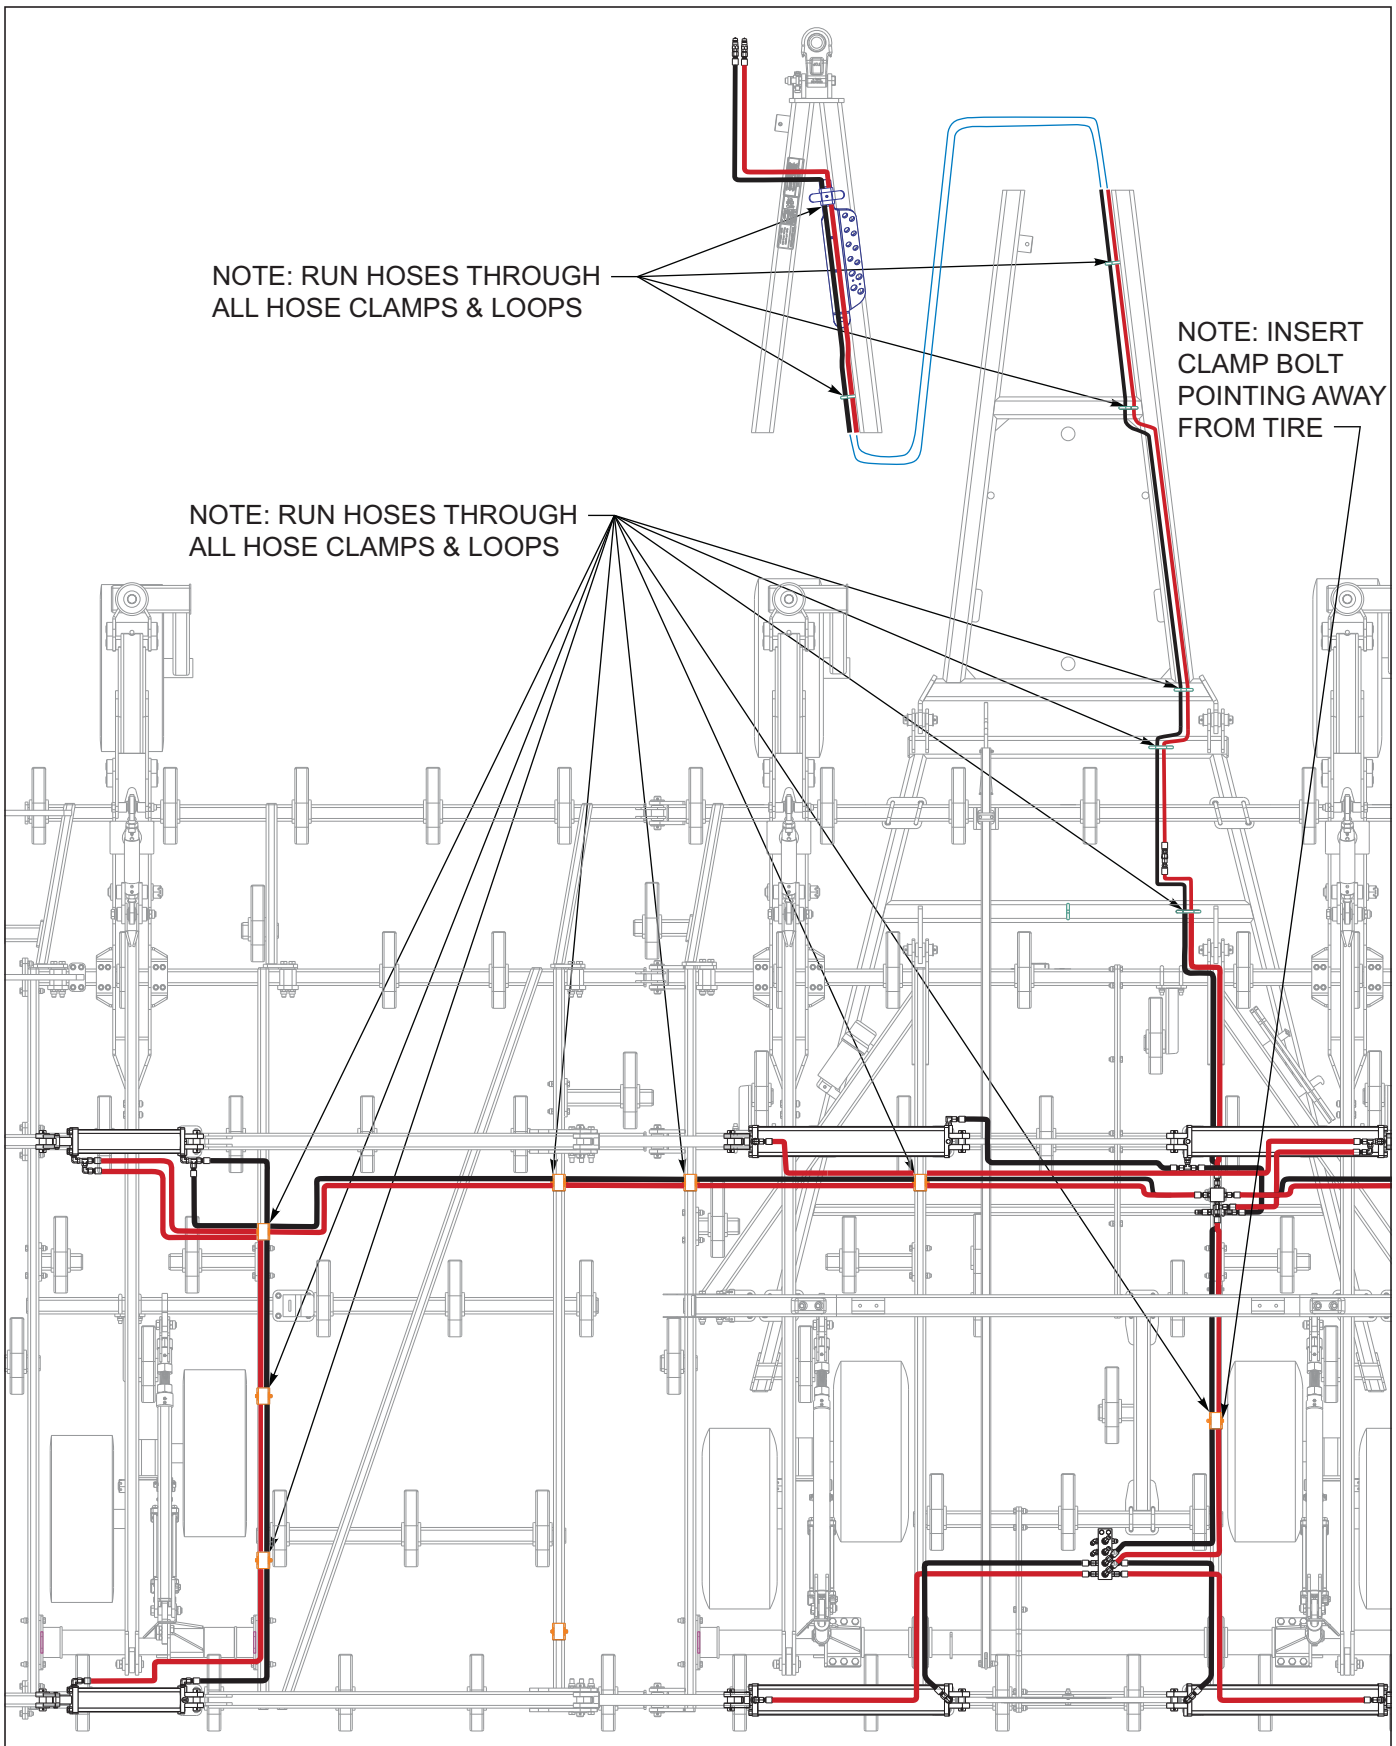 NOTE: RUN HOSES THROUGH
ALL HOSE CLAMPS & LOOPS
NOTE: INSERT
CLAMP BOLT
POINTING AWAY
FROM TIRE
NOTE: RUN HOSES THROUGH
ALL HOSE CLAMPS & LOOPS